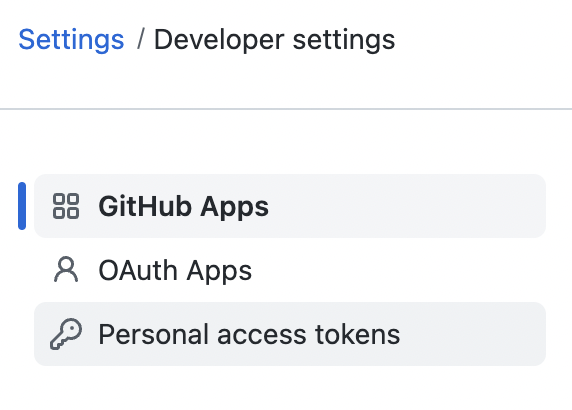 Settings / Developer settings
GitHub Apps
OAuth Apps
Personal access tokens